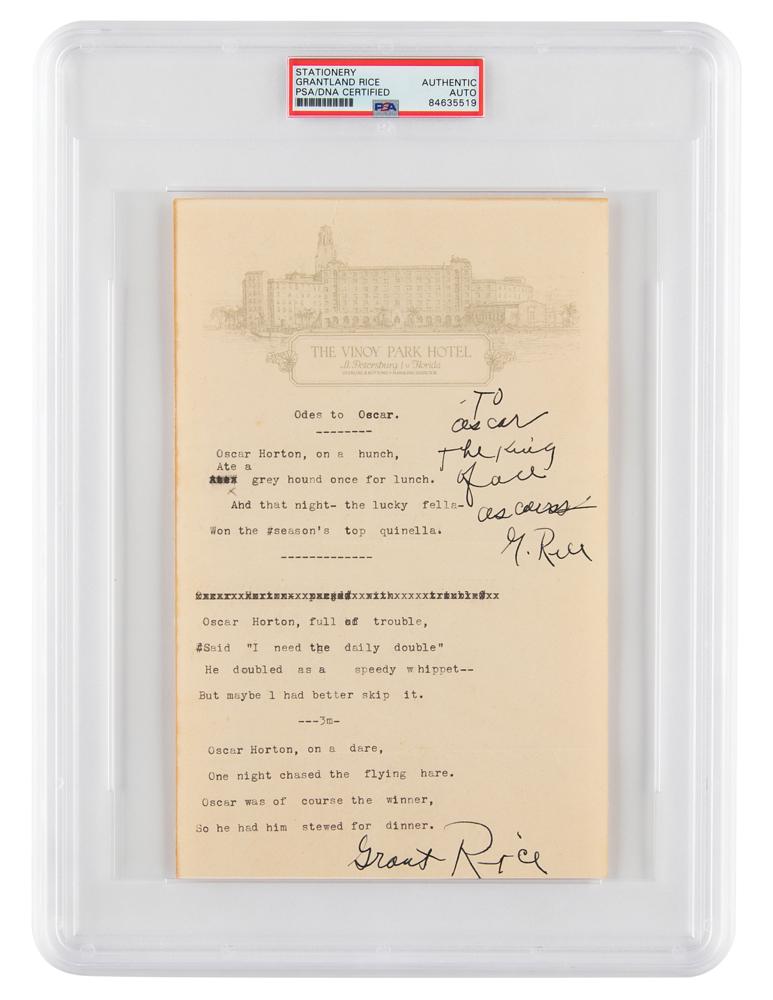 STATIONERY
GRANTLAND RICE
PSA/DNA CERTIFIED
AUTHENTIC
AUTO
84635519
PSA
THE VINOY PARK HOTEL
St. Petersburg Florida
Odes to Oscar.
--------
To
Oscar
the King
of all
G. Rice
Oscar Horton, on a hunch,
Ate a
grey hound once for lunch.
And that night- the lucky fella-
Won the #season's top quinella.
-------------
Oscar Horton, full of trouble,
#Said "I need the daily double"
He doubled as a speedy whippet--
But maybe l had better skip it.
---3m-
Oscar Horton, on a dare,
One night chased the flying hare.
Oscar was of course the winner,
So he had him stewed for dinner.
Grant Rice